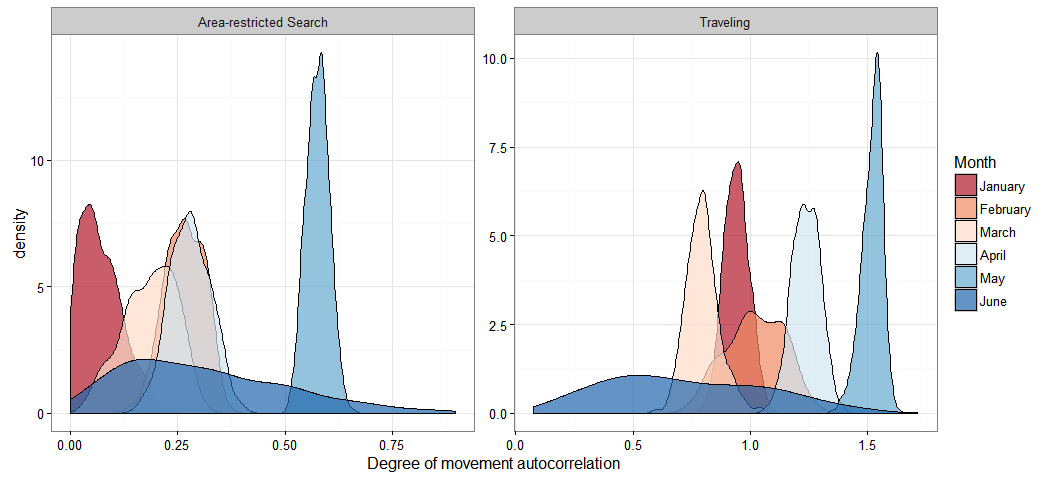 Area-restricted Search
Traveling
density
10
5
0
10.0
7.5
5.0
2.5
0.0
0.00 0.25 0.50 0.75
0.0 0.5 1.0 1.5
Degree of movement autocorrelation
Month
January
February
March
April
May
June